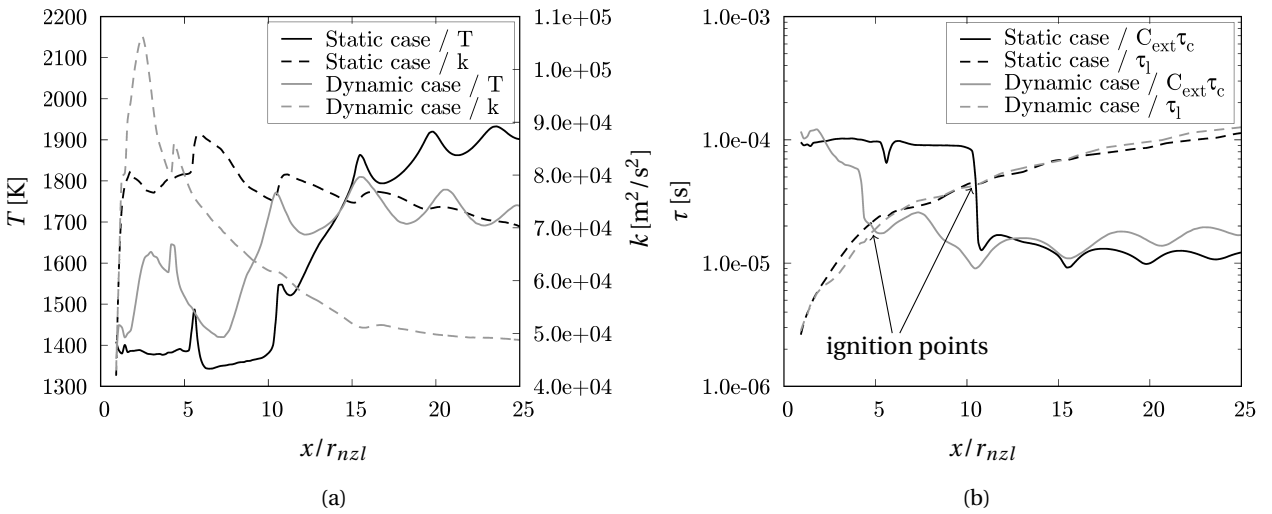 2200
2100
2000
1900
1800
1700
1600
1500
1400
1300
T [K]
0
5
10
15
20
25
x/r_nzl
1.1e+05
1.0e+05
9.0e+04
8.0e+04
7.0e+04
6.0e+04
5.0e+04
4.0e+04
k [m²/s²]
Static case / T
Static case / k
Dynamic case / T
Dynamic case / k
(a)
1.0e-03
1.0e-04
1.0e-05
1.0e-06
τ [s]
0
5
10
15
20
25
x/r_nzl
Static case / C_ext τ_c
Static case / τ_l
Dynamic case / C_ext τ_c
Dynamic case / τ_l
ignition points
(b)